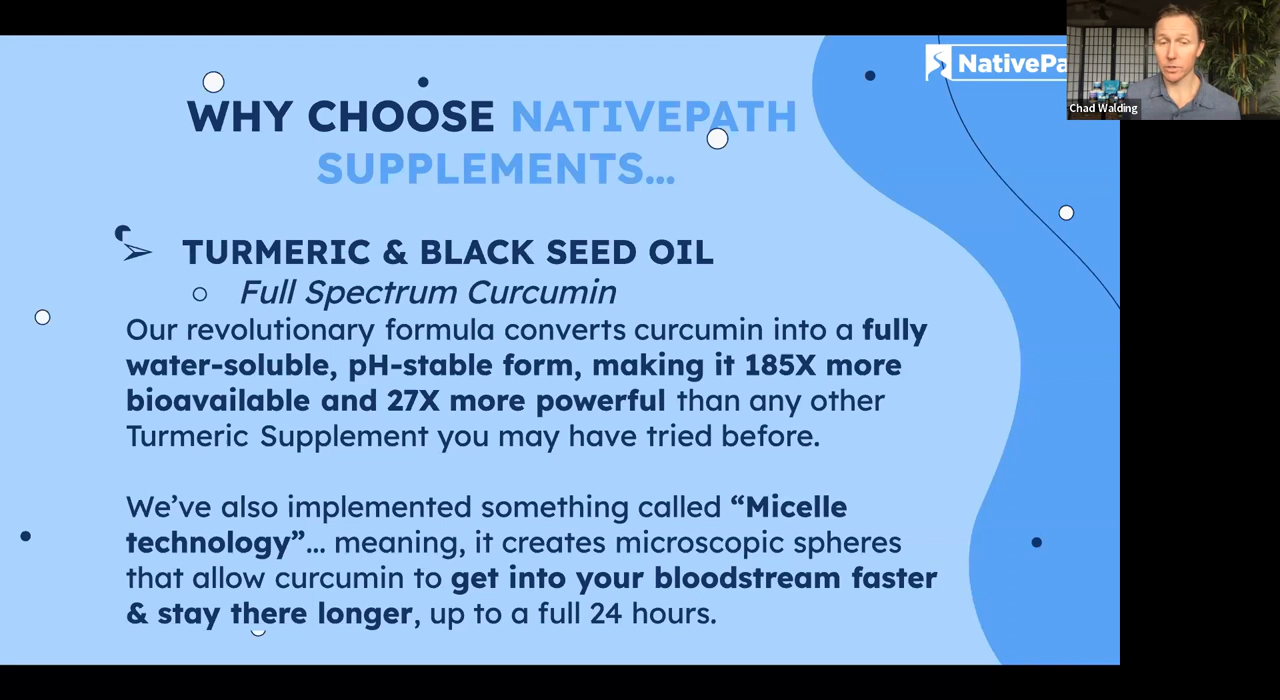 NativePa
Chad Walding
WHY CHOOSE NATIVEPATH
SUPPLEMENTS...
➢ TURMERIC & BLACK SEED OIL
○ Full Spectrum Curcumin
Our revolutionary formula converts curcumin into a fully
water-soluble, pH-stable form, making it 185X more
bioavailable and 27X more powerful than any other
Turmeric Supplement you may have tried before.
We’ve also implemented something called “Micelle
technology”... meaning, it creates microscopic spheres
that allow curcumin to get into your bloodstream faster
& stay there longer, up to a full 24 hours.